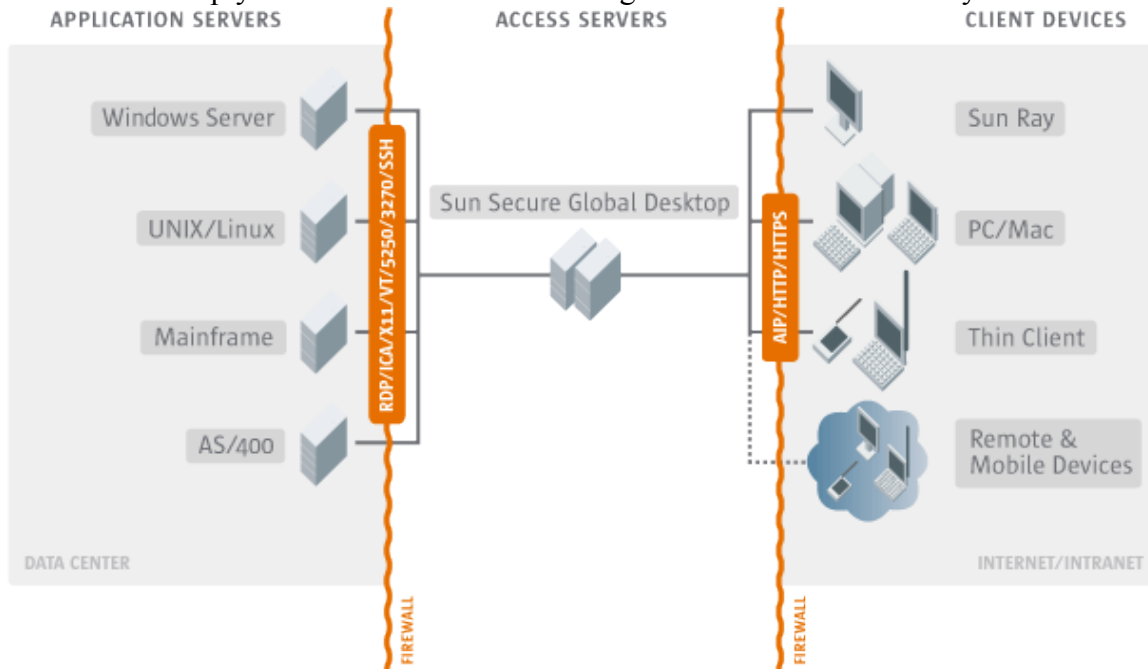 APPLICATION SERVERS
ACCESS SERVERS
CLIENT DEVICES
Windows Server
UNIX/Linux
Mainframe
AS/400
DATA CENTER
RDP/ICA/X11/VT/5250/3270/SSH
FIREWALL
Sun Secure Global Desktop
AIP/HTTP/HTTPS
FIREWALL
Sun Ray
PC/Mac
Thin Client
Remote &
Mobile Devices
INTERNET/INTRANET